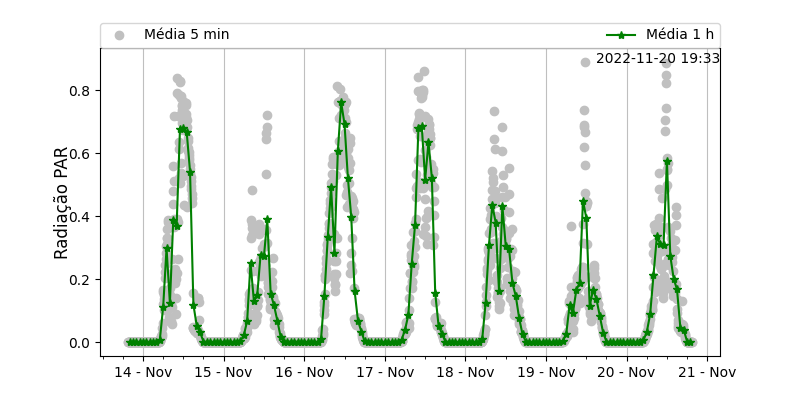 Média 5 min
Média 1 h
2022-11-20 19:33
Radiação PAR
0.8
0.6
0.4
0.2
0.0
14 - Nov
15 - Nov
16 - Nov
17 - Nov
18 - Nov
19 - Nov
20 - Nov
21 - Nov